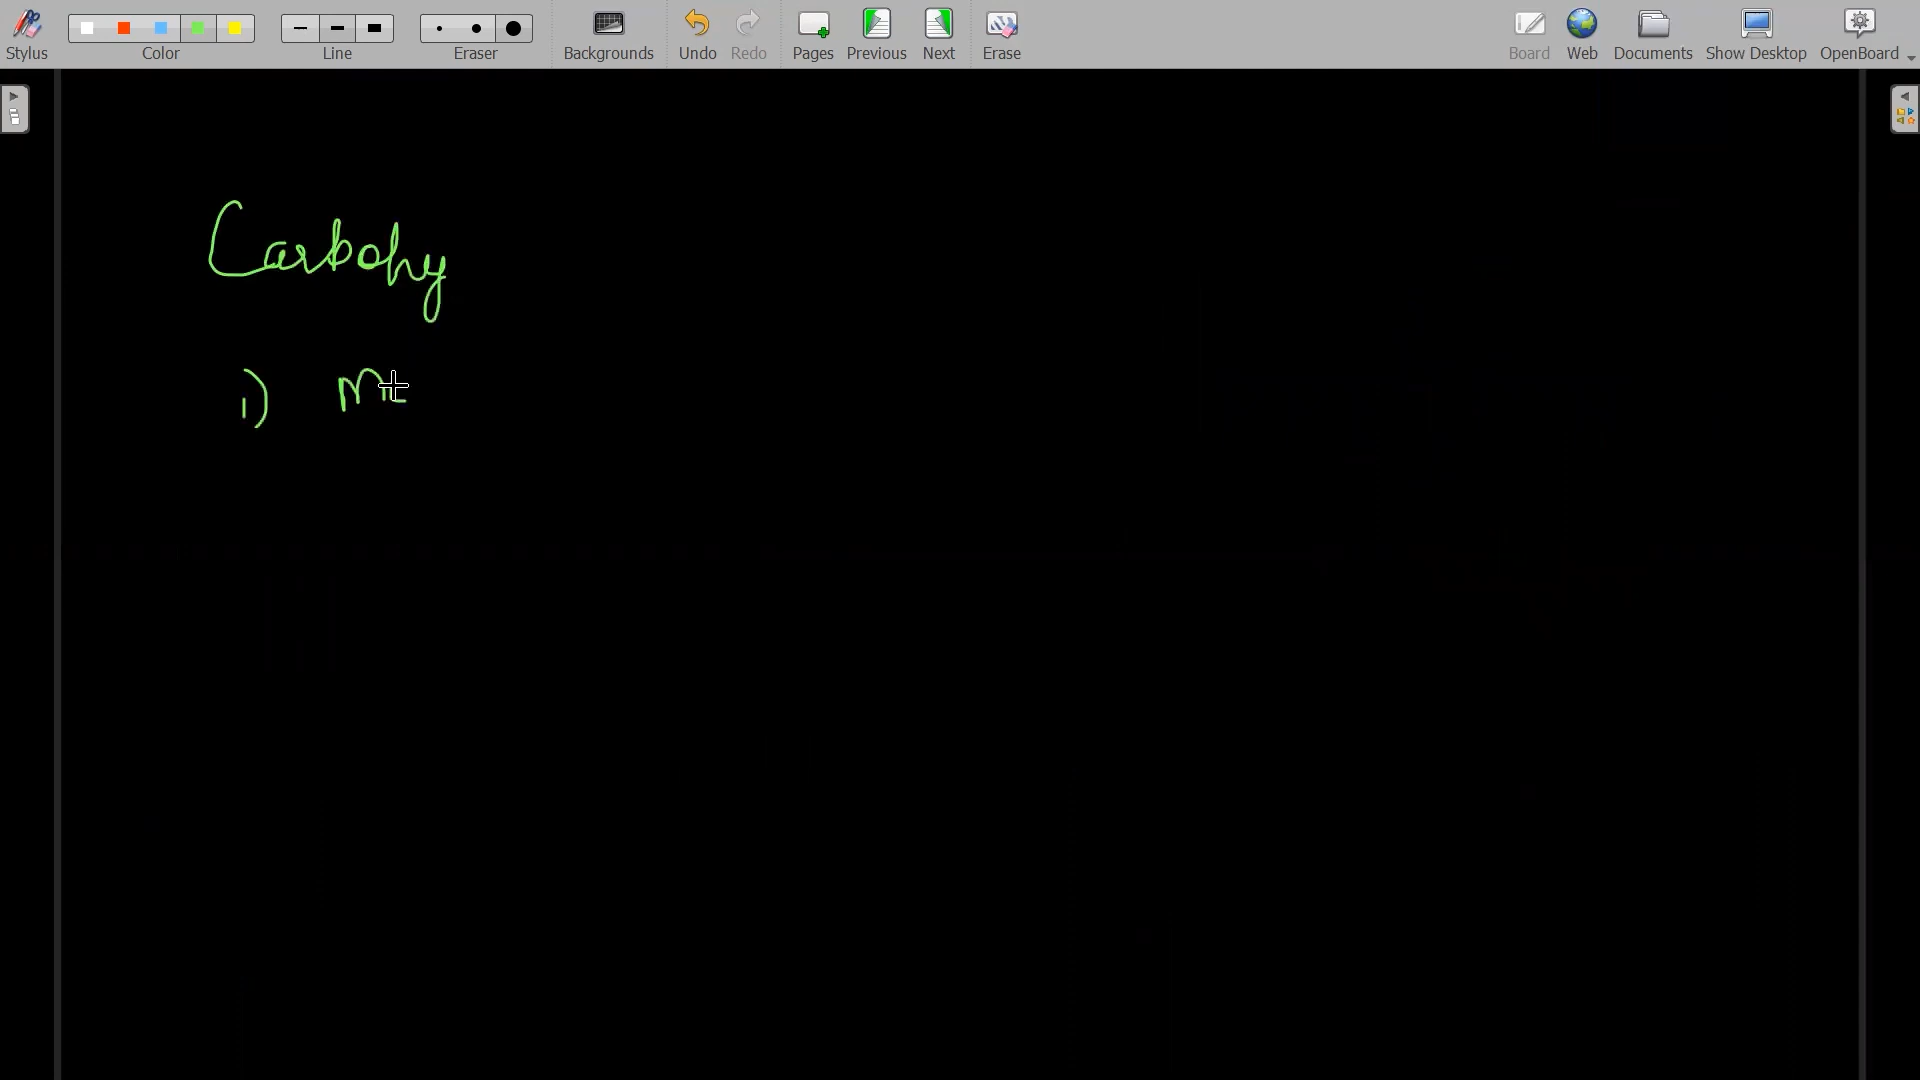 Stylus Color Line Eraser Backgrounds Undo Redo Pages Previous Next Erase Board Web Documents Show Desktop OpenBoard
Carbohy
1)